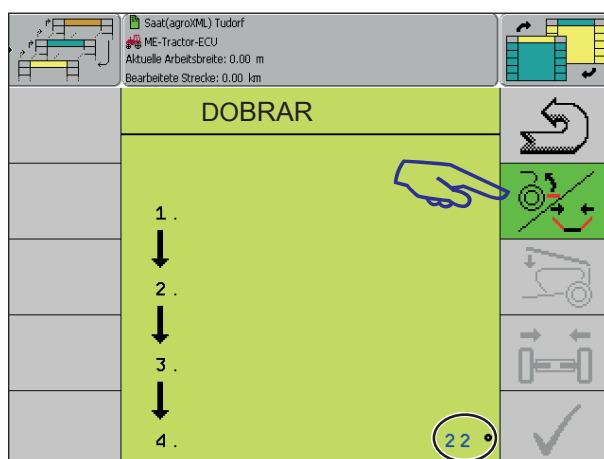 Saat(agroXML) Tudorf
ME-Tractor-ECU
Aktuelle Arbeitsbreite: 0.00 m
Bearbeitete Strecke: 0.00 km
DOBRAR
1.
2.
3.
4. 22 °